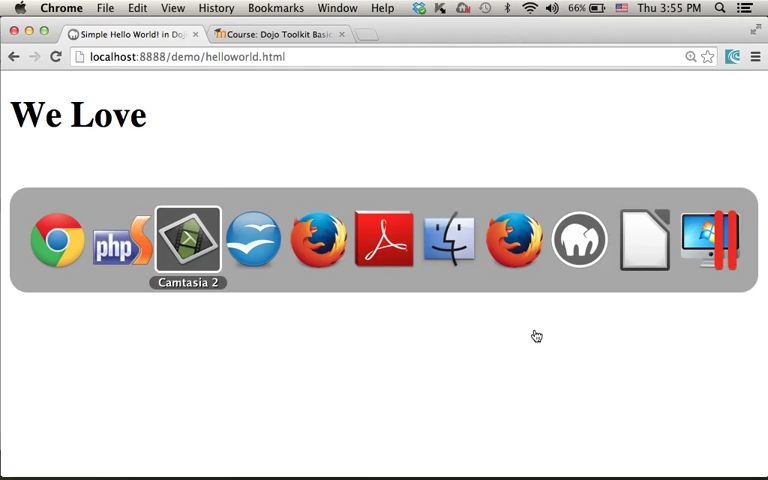 Chrome File Edit View History Bookmarks Window Help 66% Thu 3:55 PM
Simple Hello World! in Doj
Course: Dojo Toolkit Basic
localhost:8888/demo/helloworld.html
We Love
php
Camtasia 2